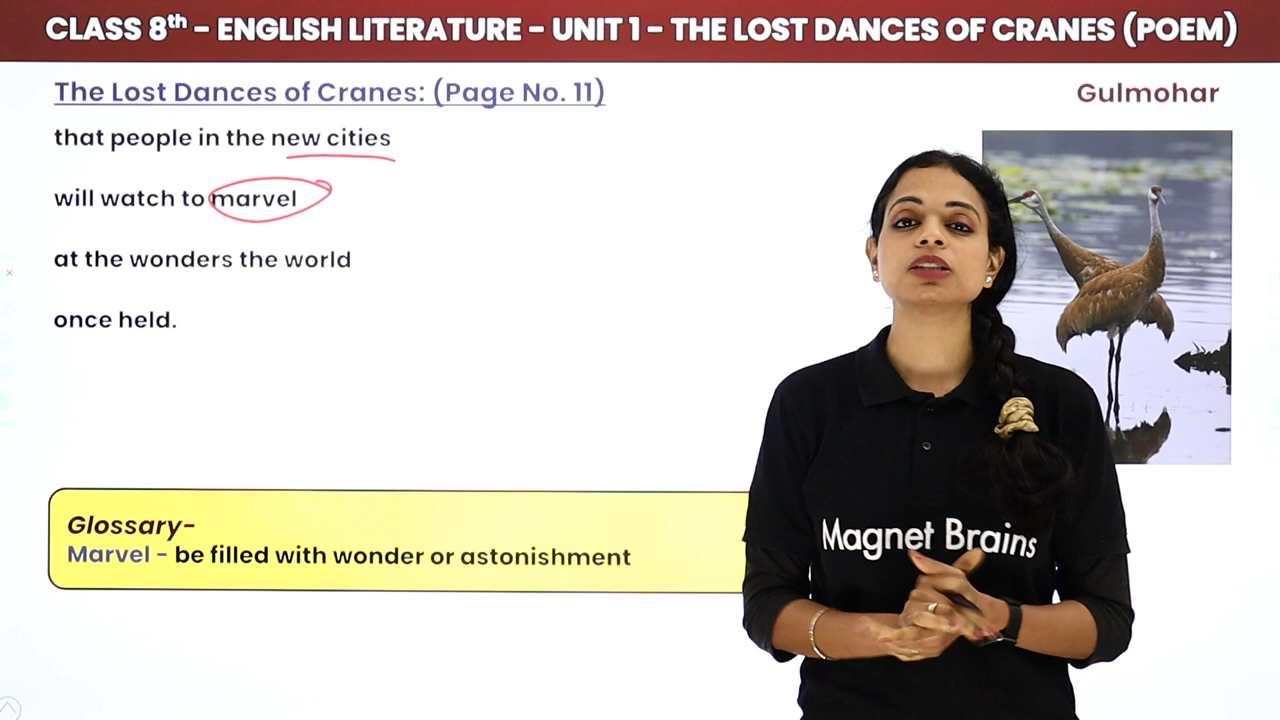 CLASS 8th – ENGLISH LITERATURE – UNIT 1 – THE LOST DANCES OF CRANES (POEM)
The Lost Dances of Cranes: (Page No. 11)
Gulmohar
that people in the new cities
will watch to marvel
at the wonders the world
once held.
Glossary-
Marvel - be filled with wonder or astonishment
Magnet Brains